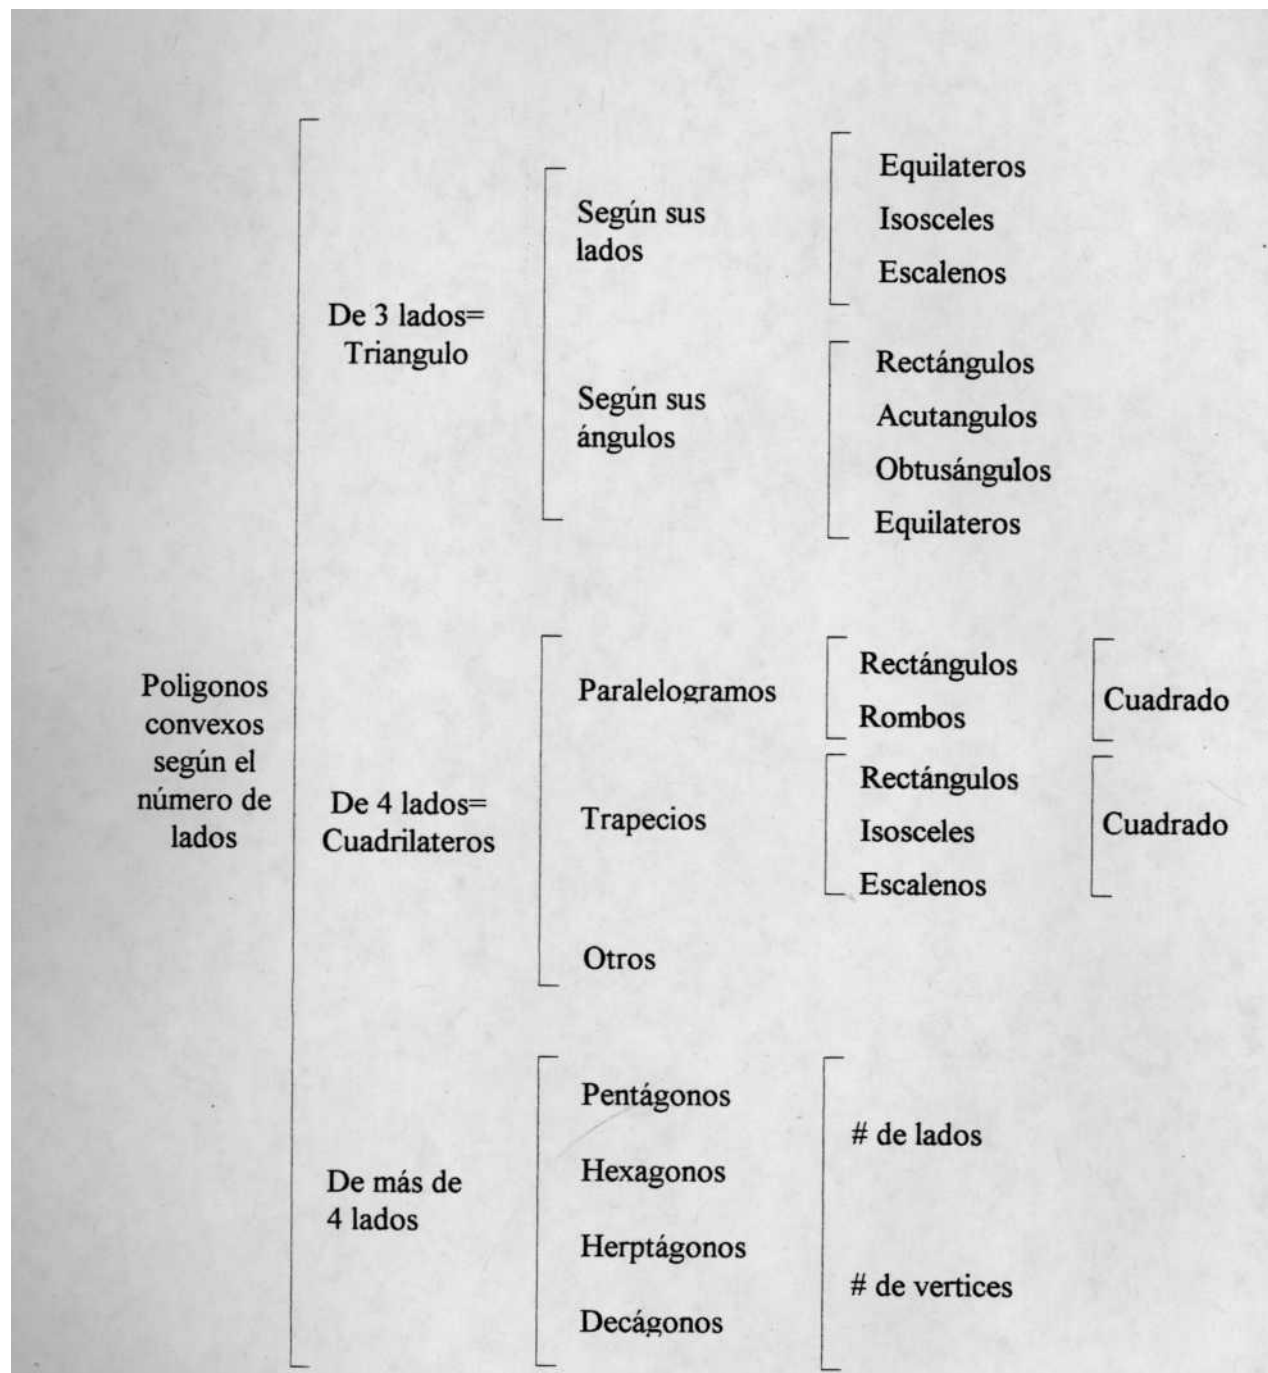 Poligonos
convexos
según el
número de
lados
De 3 lados=
Triangulo
Según sus
lados
Equilateros
Isosceles
Escalenos
Según sus
ángulos
Rectángulos
Acutangulos
Obtusángulos
Equilateros
De 4 lados=
Cuadrilateros
Paralelogramos
Rectángulos
Rombos
Cuadrado
Trapecios
Rectángulos
Isosceles
Escalenos
Cuadrado
Otros
De más de
4 lados
Pentágonos
Hexagonos
Herptágonos
Decágonos
# de lados
# de vertices